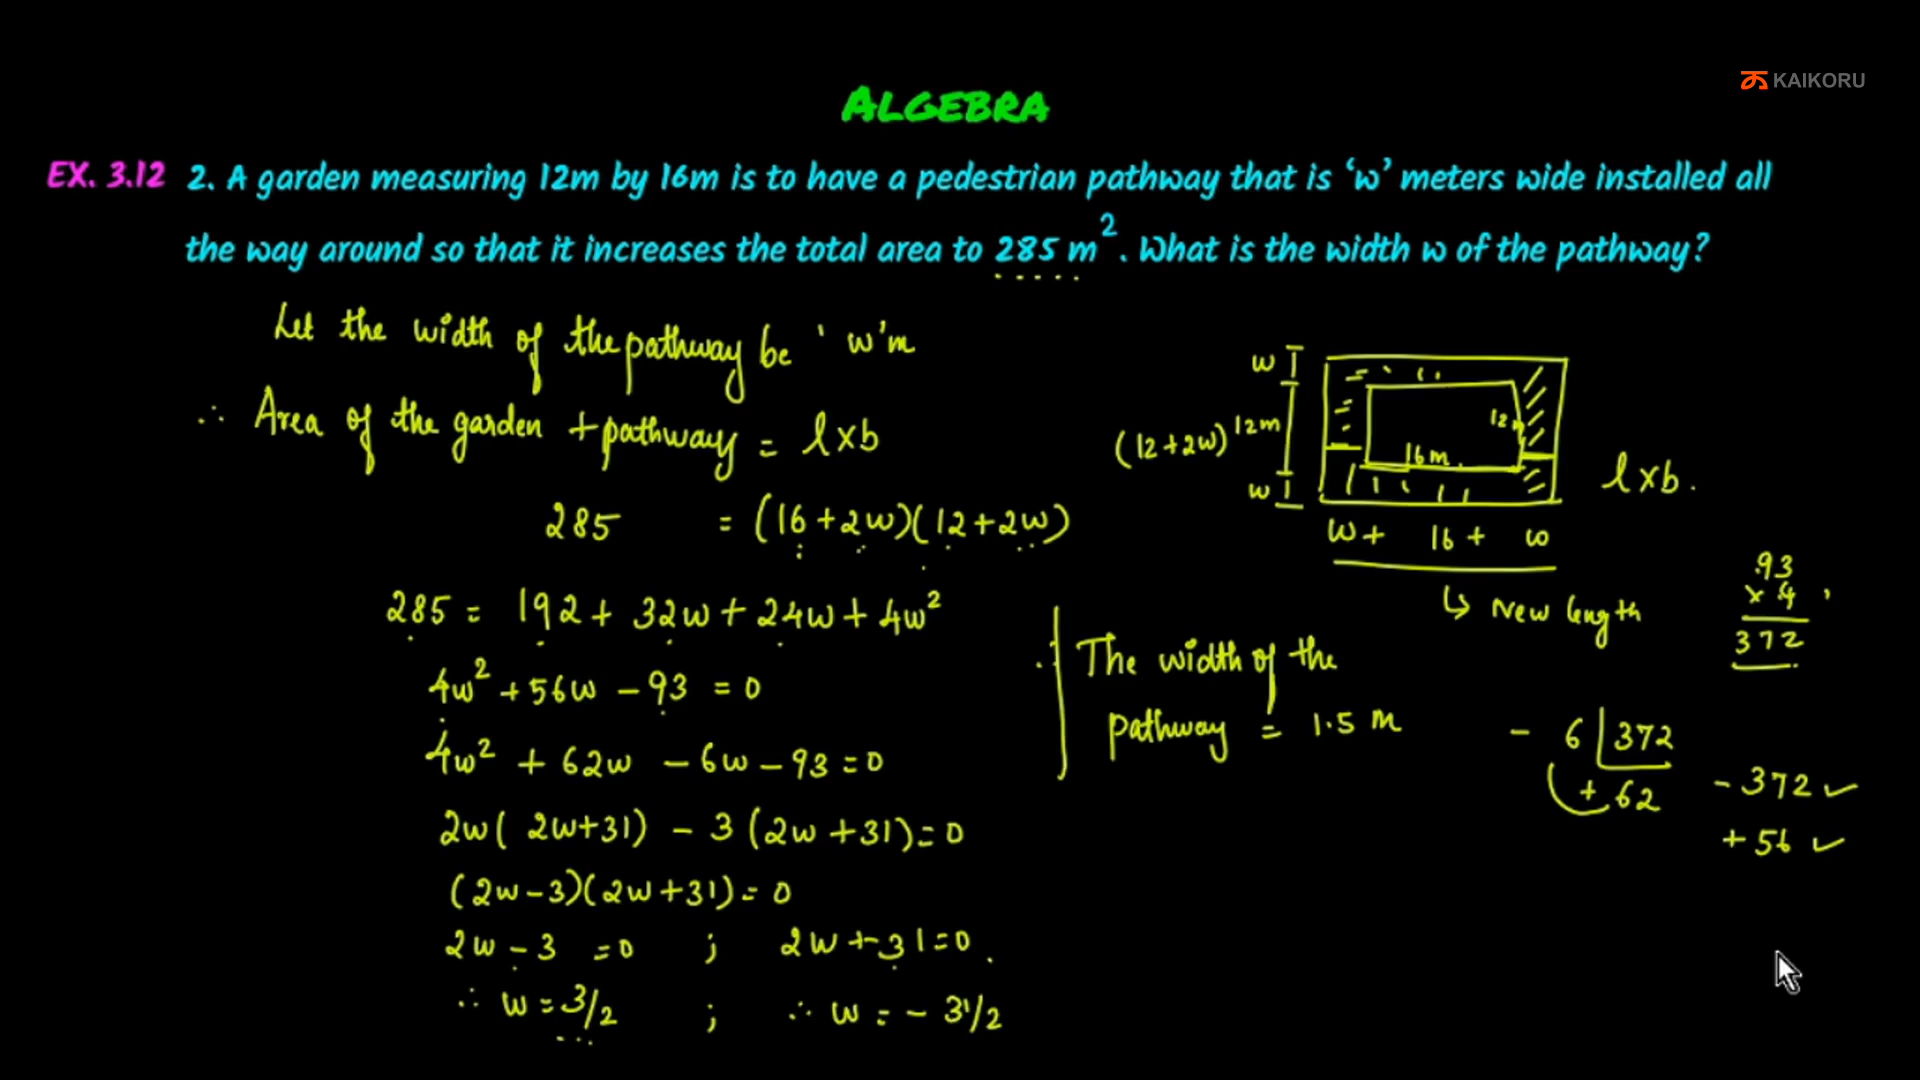 KAIKORU
ALGEBRA
EX. 3.12 2. A garden measuring 12m by 16m is to have a pedestrian pathway that is ‘w’ meters wide installed all
the way around so that it increases the total area to 285 m². What is the width w of the pathway?
Let the width of the pathway be 'w'm
∴ Area of the garden + pathway = l×b
285 = (16+2w)(12+2w)
285 = 192 + 32w + 24w + 4w²
4w² + 56w - 93 = 0
4w² + 62w - 6w - 93 = 0
2w( 2w+31) - 3 (2w+31) = 0
(2w-3)(2w+31) = 0
2w - 3 = 0 ; 2w + 31 = 0
∴ w = 3/2 ; ∴ w = - 31/2
∴ The width of the
pathway = 1.5 m
w
(12+2w) 12m
w
12m
16m
l×b.
w+ 16 + w
↳ New length
93
× 4
372
- 6 372
+ 62
- 372 ✓
+ 56 ✓